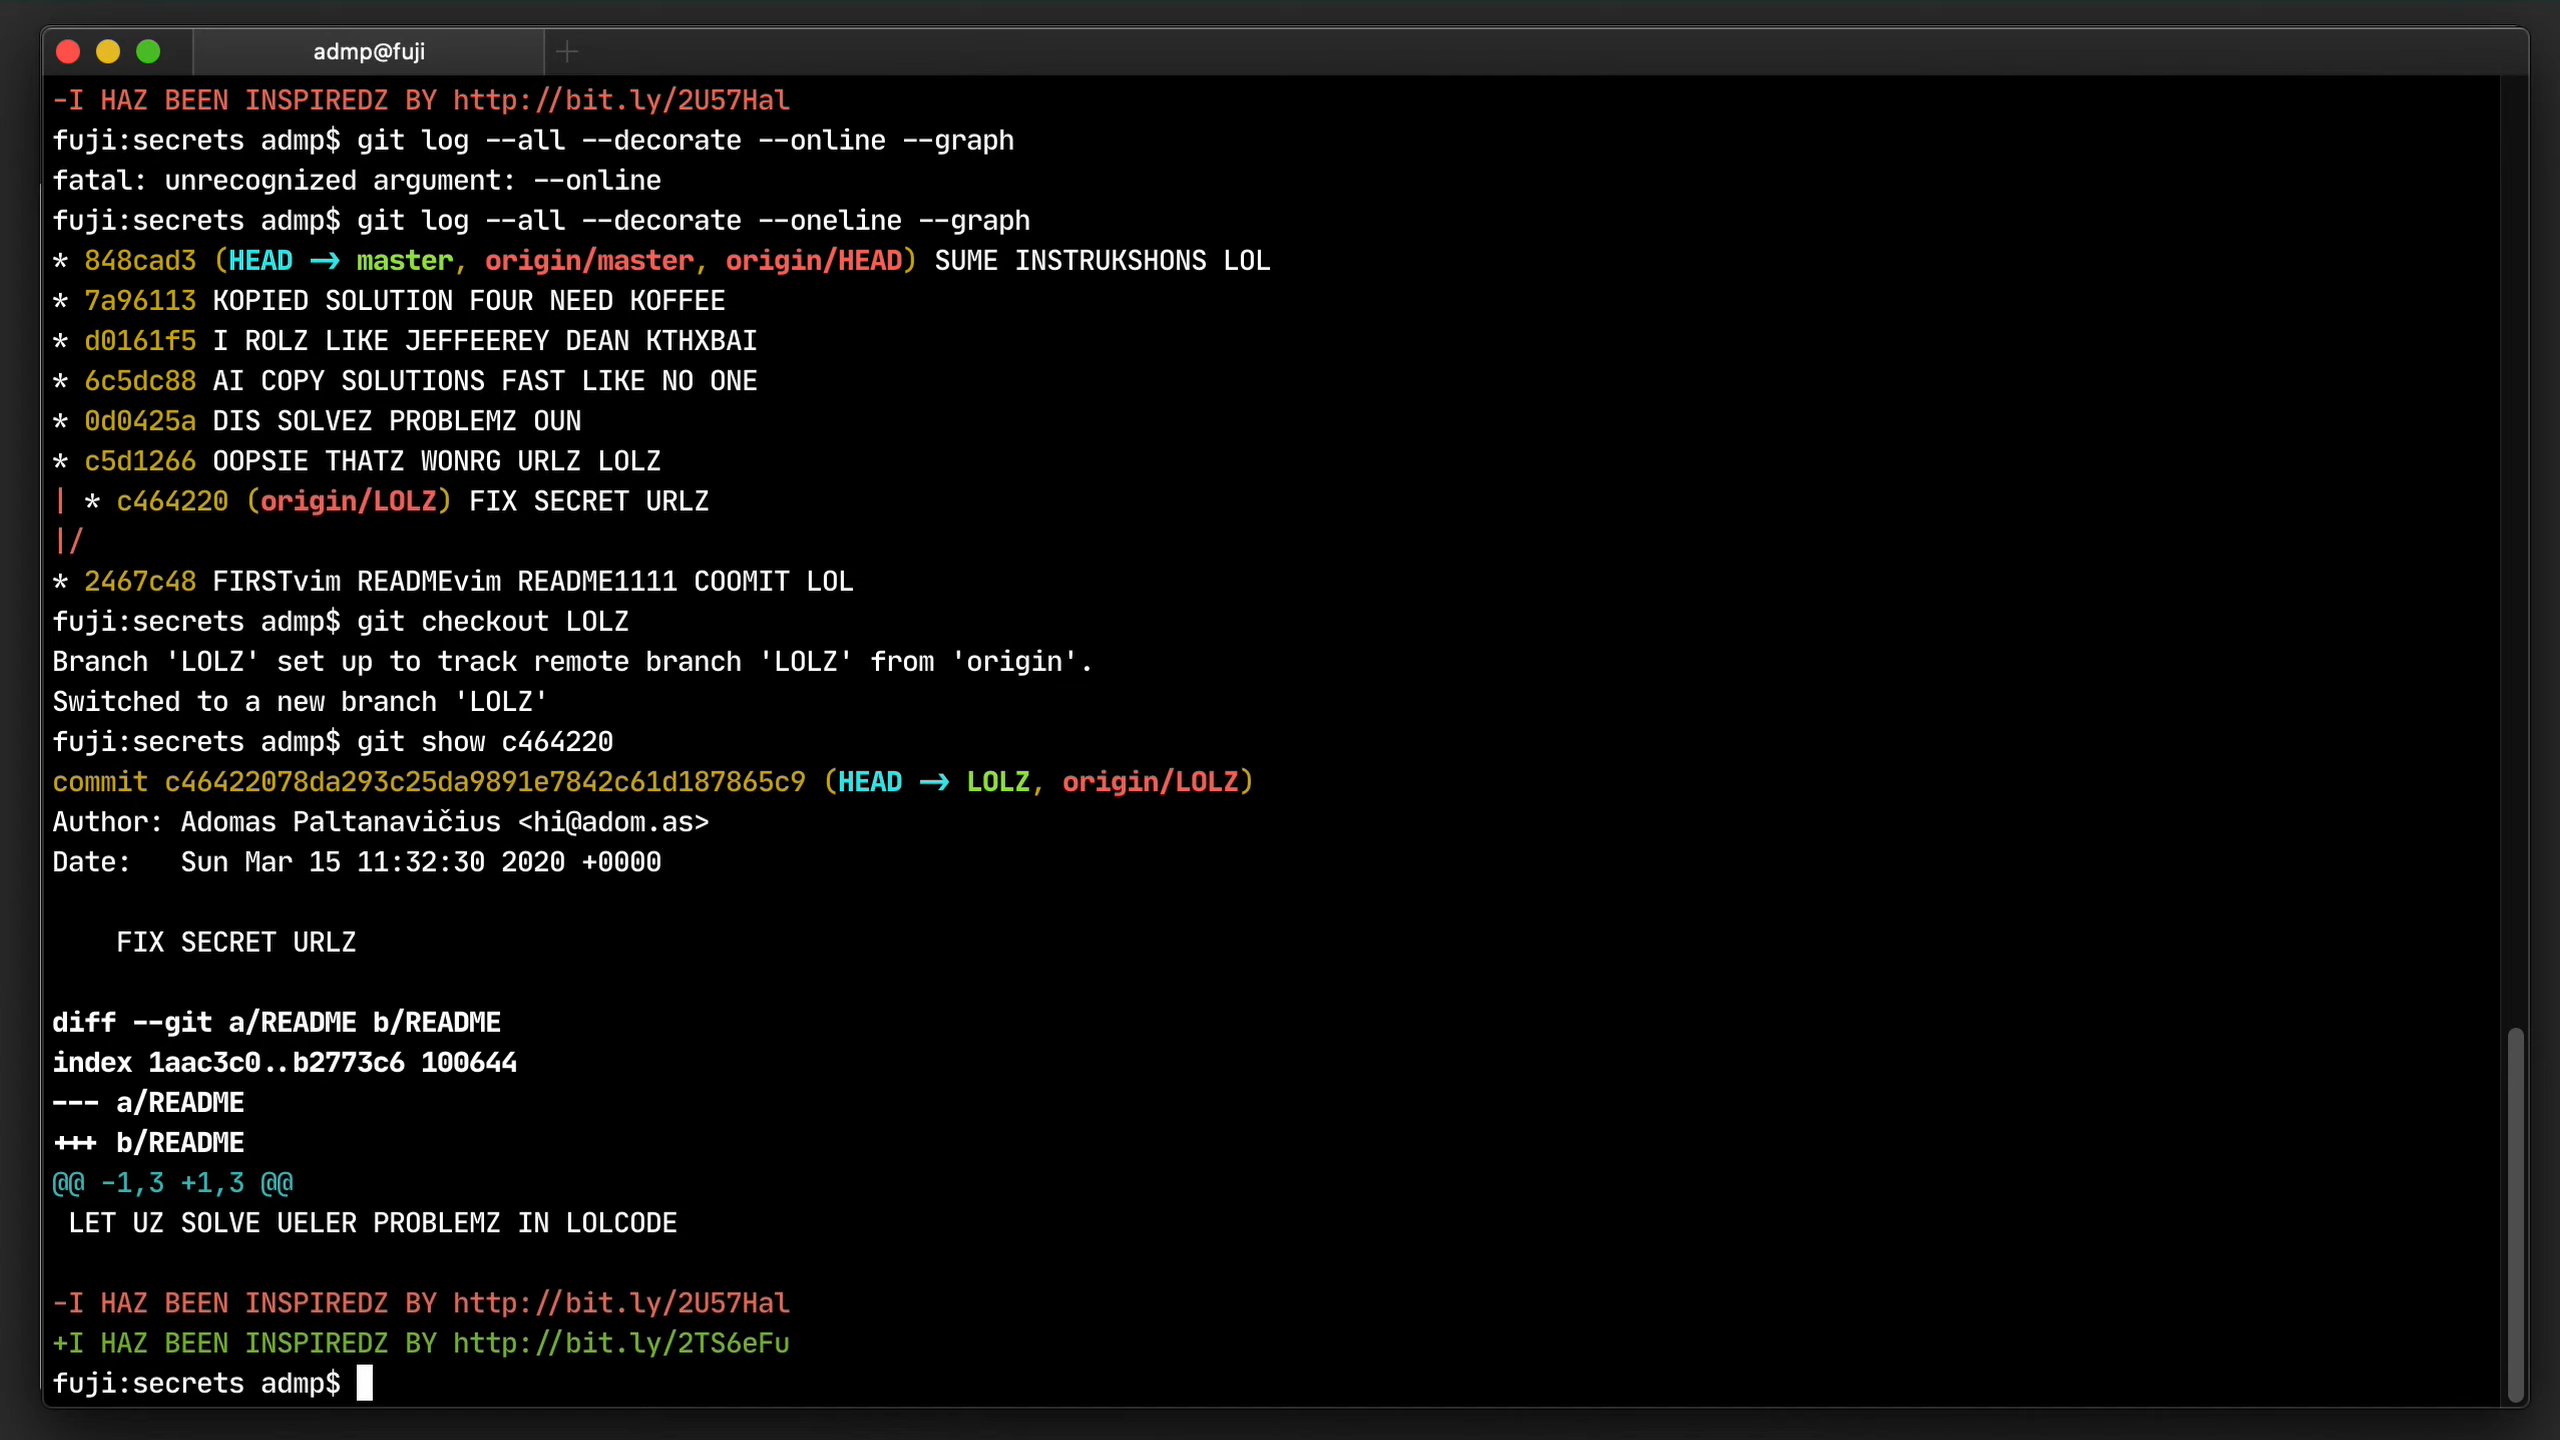 admp@fuji
-I HAZ BEEN INSPIREDZ BY http://bit.ly/2U57Hal
fuji:secrets admp$ git log --all --decorate --online --graph
fatal: unrecognized argument: --online
fuji:secrets admp$ git log --all --decorate --oneline --graph
* 848cad3 (HEAD -> master, origin/master, origin/HEAD) SUME INSTRUKSHONS LOL
* 7a96113 KOPIED SOLUTION FOUR NEED KOFFEE
* d0161f5 I ROLZ LIKE JEFFEEREY DEAN KTHXBAI
* 6c5dc88 AI COPY SOLUTIONS FAST LIKE NO ONE
* 0d0425a DIS SOLVEZ PROBLEMZ OUN
* c5d1266 OOPSIE THATZ WONRG URLZ LOLZ
| * c464220 (origin/LOLZ) FIX SECRET URLZ
|/
* 2467c48 FIRSTvim READMEvim README1111 COOMIT LOL
fuji:secrets admp$ git checkout LOLZ
Branch 'LOLZ' set up to track remote branch 'LOLZ' from 'origin'.
Switched to a new branch 'LOLZ'
fuji:secrets admp$ git show c464220
commit c46422078da293c25da9891e7842c61d187865c9 (HEAD -> LOLZ, origin/LOLZ)
Author: Adomas Paltanavičius <hi@adom.as>
Date:   Sun Mar 15 11:32:30 2020 +0000
    FIX SECRET URLZ
diff --git a/README b/README
index 1aac3c0..b2773c6 100644
--- a/README
+++ b/README
@@ -1,3 +1,3 @@
 LET UZ SOLVE UELER PROBLEMZ IN LOLCODE
-I HAZ BEEN INSPIREDZ BY http://bit.ly/2U57Hal
+I HAZ BEEN INSPIREDZ BY http://bit.ly/2TS6eFu
fuji:secrets admp$